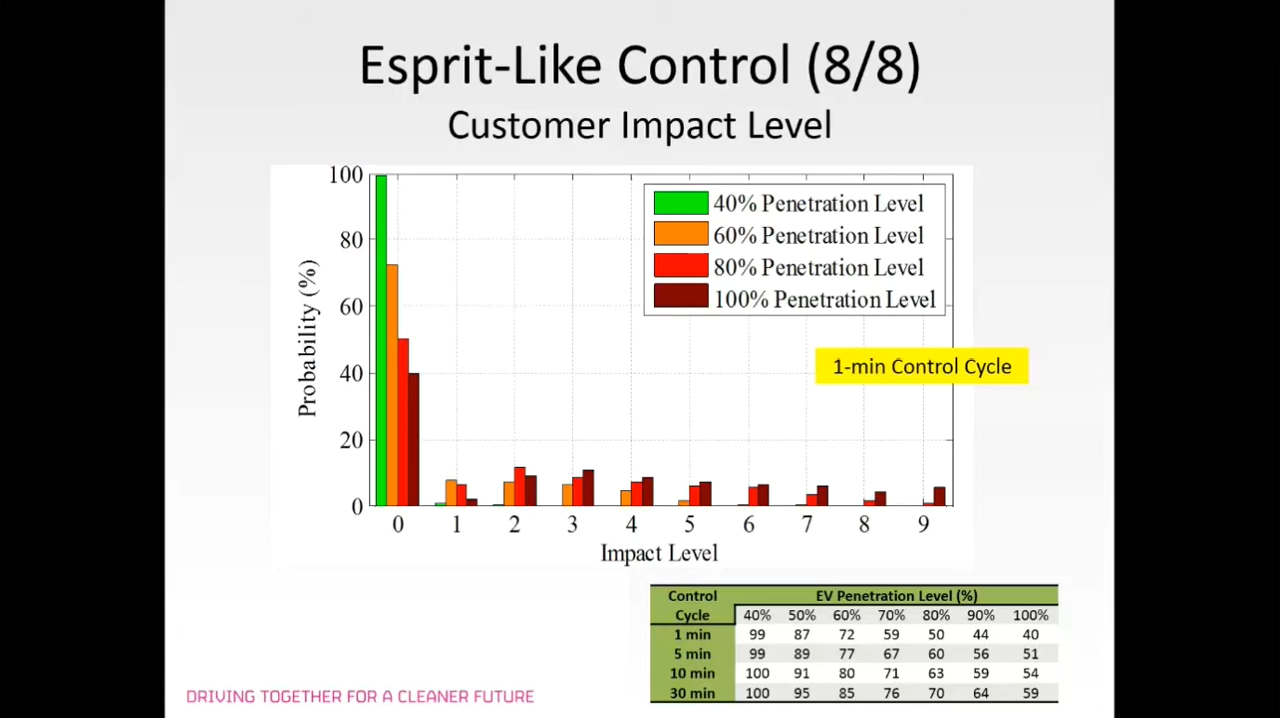 Esprit-Like Control (8/8)
Customer Impact Level
100
80
60
40
20
0
Probability (%)
40% Penetration Level
60% Penetration Level
80% Penetration Level
100% Penetration Level
1-min Control Cycle
0 1 2 3 4 5 6 7 8 9
Impact Level
Control Cycle EV Penetration Level (%)
40% 50% 60% 70% 80% 90% 100%
1 min 99 87 72 59 50 44 40
5 min 99 89 77 67 60 56 51
10 min 100 91 80 71 63 59 54
30 min 100 95 85 76 70 64 59
DRIVING TOGETHER FOR A CLEANER FUTURE